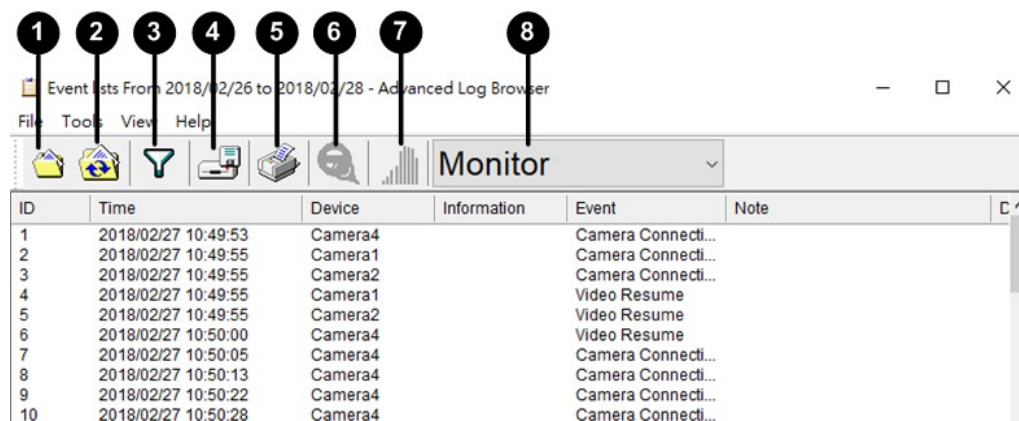 1 2 3 4 5 6 7 8
Event lists From 2018/02/26 to 2018/02/28 - Advanced Log Browser
File Tools View Help
Monitor
ID Time Device Information Event Note D
1 2018/02/27 10:49:53 Camera4 Camera Connecti...
2 2018/02/27 10:49:55 Camera1 Camera Connecti...
3 2018/02/27 10:49:55 Camera2 Camera Connecti...
4 2018/02/27 10:49:55 Camera1 Video Resume
5 2018/02/27 10:49:55 Camera2 Video Resume
6 2018/02/27 10:50:00 Camera4 Video Resume
7 2018/02/27 10:50:05 Camera4 Camera Connecti...
8 2018/02/27 10:50:13 Camera4 Camera Connecti...
9 2018/02/27 10:50:22 Camera4 Camera Connecti...
10 2018/02/27 10:50:28 Camera4 Camera Connecti...